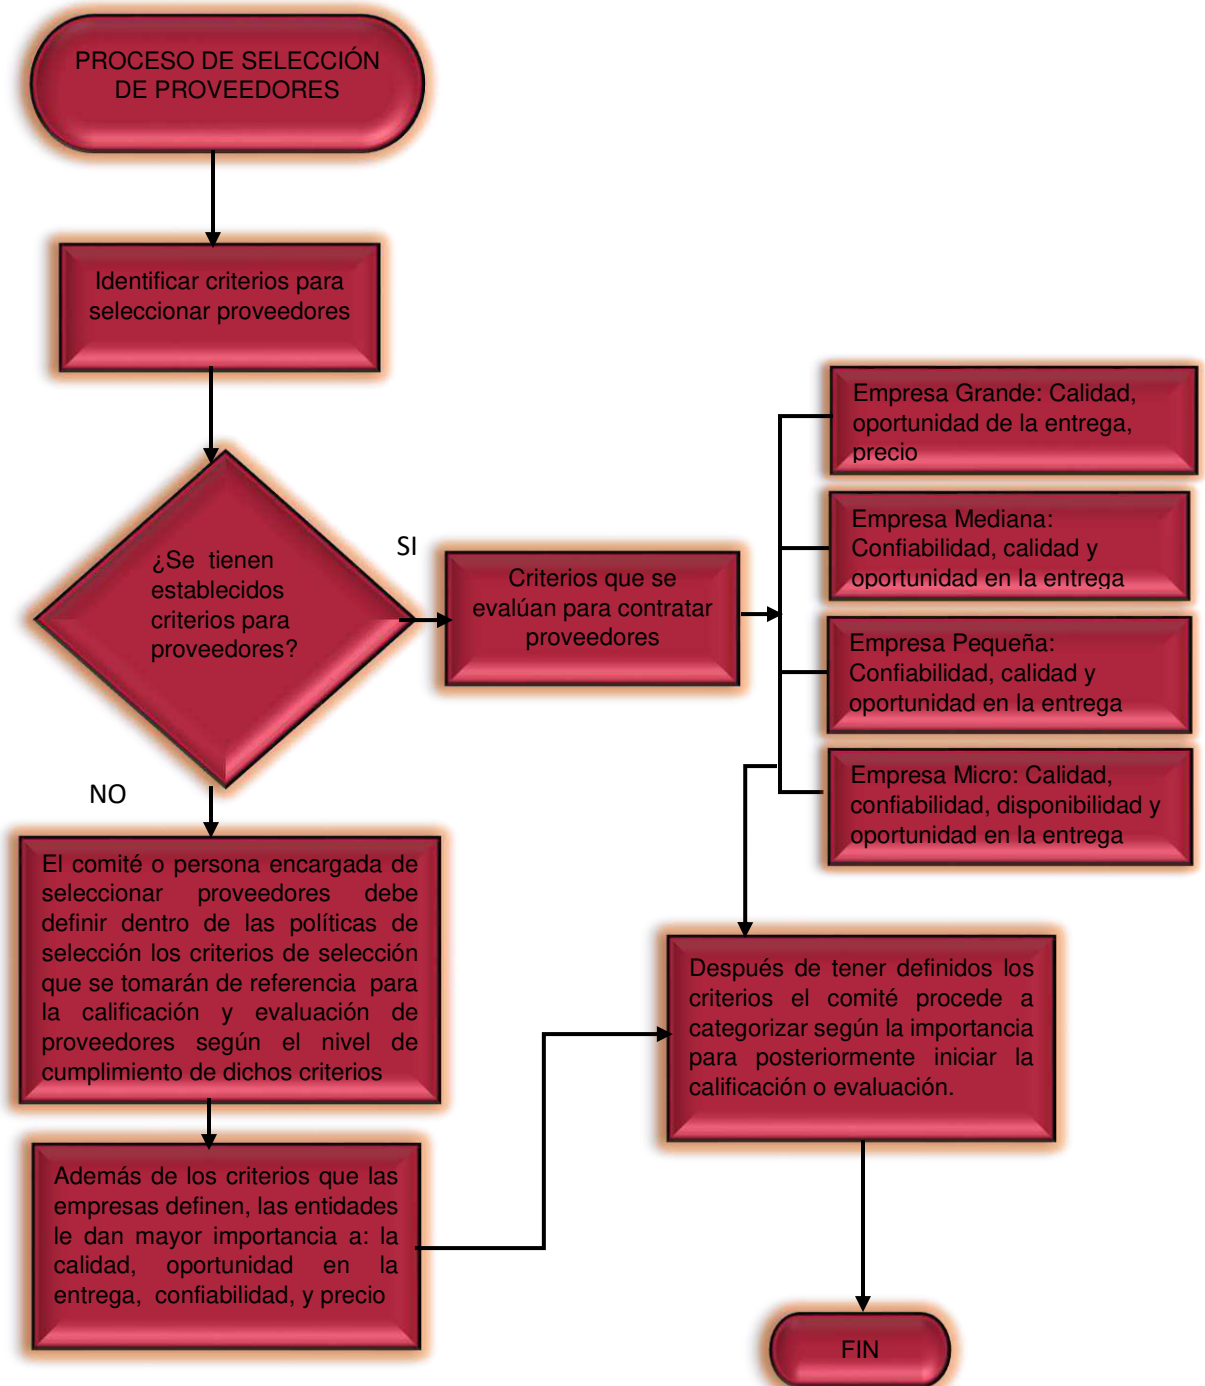 PROCESO DE SELECCIÓN
DE PROVEEDORES
Identificar criterios para
seleccionar proveedores
¿Se tienen
establecidos
criterios para
proveedores?
SI
Criterios que se
evalúan para contratar
proveedores
Empresa Grande: Calidad,
oportunidad de la entrega,
precio
Empresa Mediana:
Confiabilidad, calidad y
oportunidad en la entrega
Empresa Pequeña:
Confiabilidad, calidad y
oportunidad en la entrega
Empresa Micro: Calidad,
confiabilidad, disponibilidad y
oportunidad en la entrega
NO
El comité o persona encargada de
seleccionar proveedores debe
definir dentro de las políticas de
selección los criterios de selección
que se tomarán de referencia para
la calificación y evaluación de
proveedores según el nivel de
cumplimiento de dichos criterios
Además de los criterios que las
empresas definen, las entidades
le dan mayor importancia a: la
calidad, oportunidad en la
entrega, confiabilidad, y precio
Después de tener definidos los
criterios el comité procede a
categorizar según la importancia
para posteriormente iniciar la
calificación o evaluación.
FIN